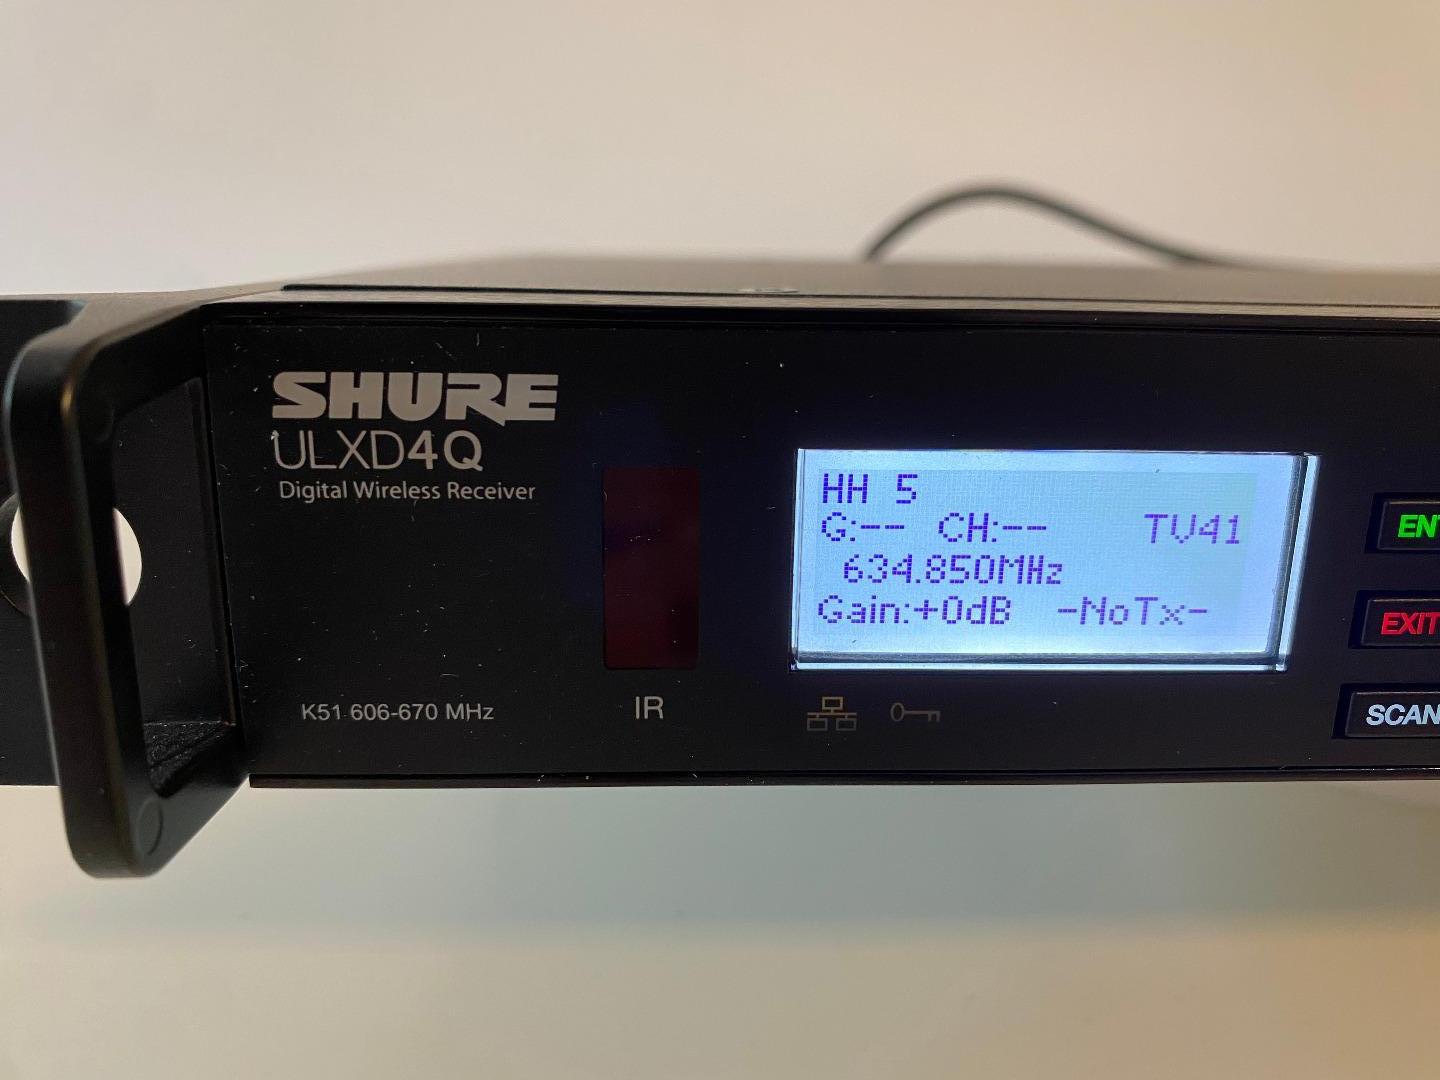 SHURE
ULXD4Q
Digital Wireless Receiver
K51 606-670 MHz
IR
HH 5
G:-- CH:-- TV41
634.850MHz
Gain:+0dB -NoTx-
EXIT
SCAN